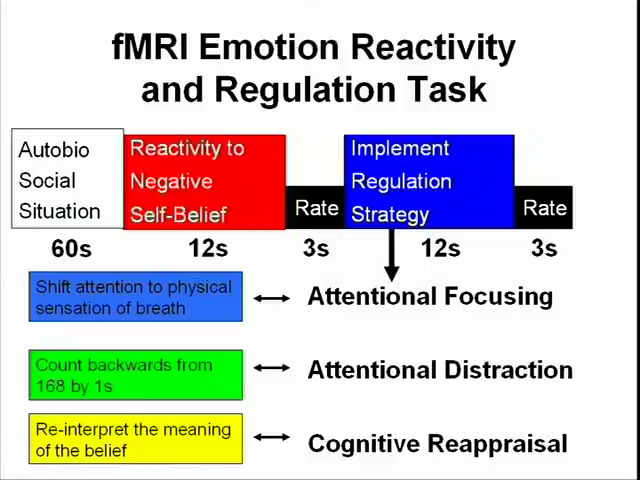 fMRI Emotion Reactivity
and Regulation Task
Autobio
Social
Situation
Reactivity to
Negative
Self-Belief
Rate
Implement
Regulation
Strategy
Rate
60s
12s
3s
12s
3s
Shift attention to physical
sensation of breath
Attentional Focusing
Count backwards from
168 by 1s
Attentional Distraction
Re-interpret the meaning
of the belief
Cognitive Reappraisal